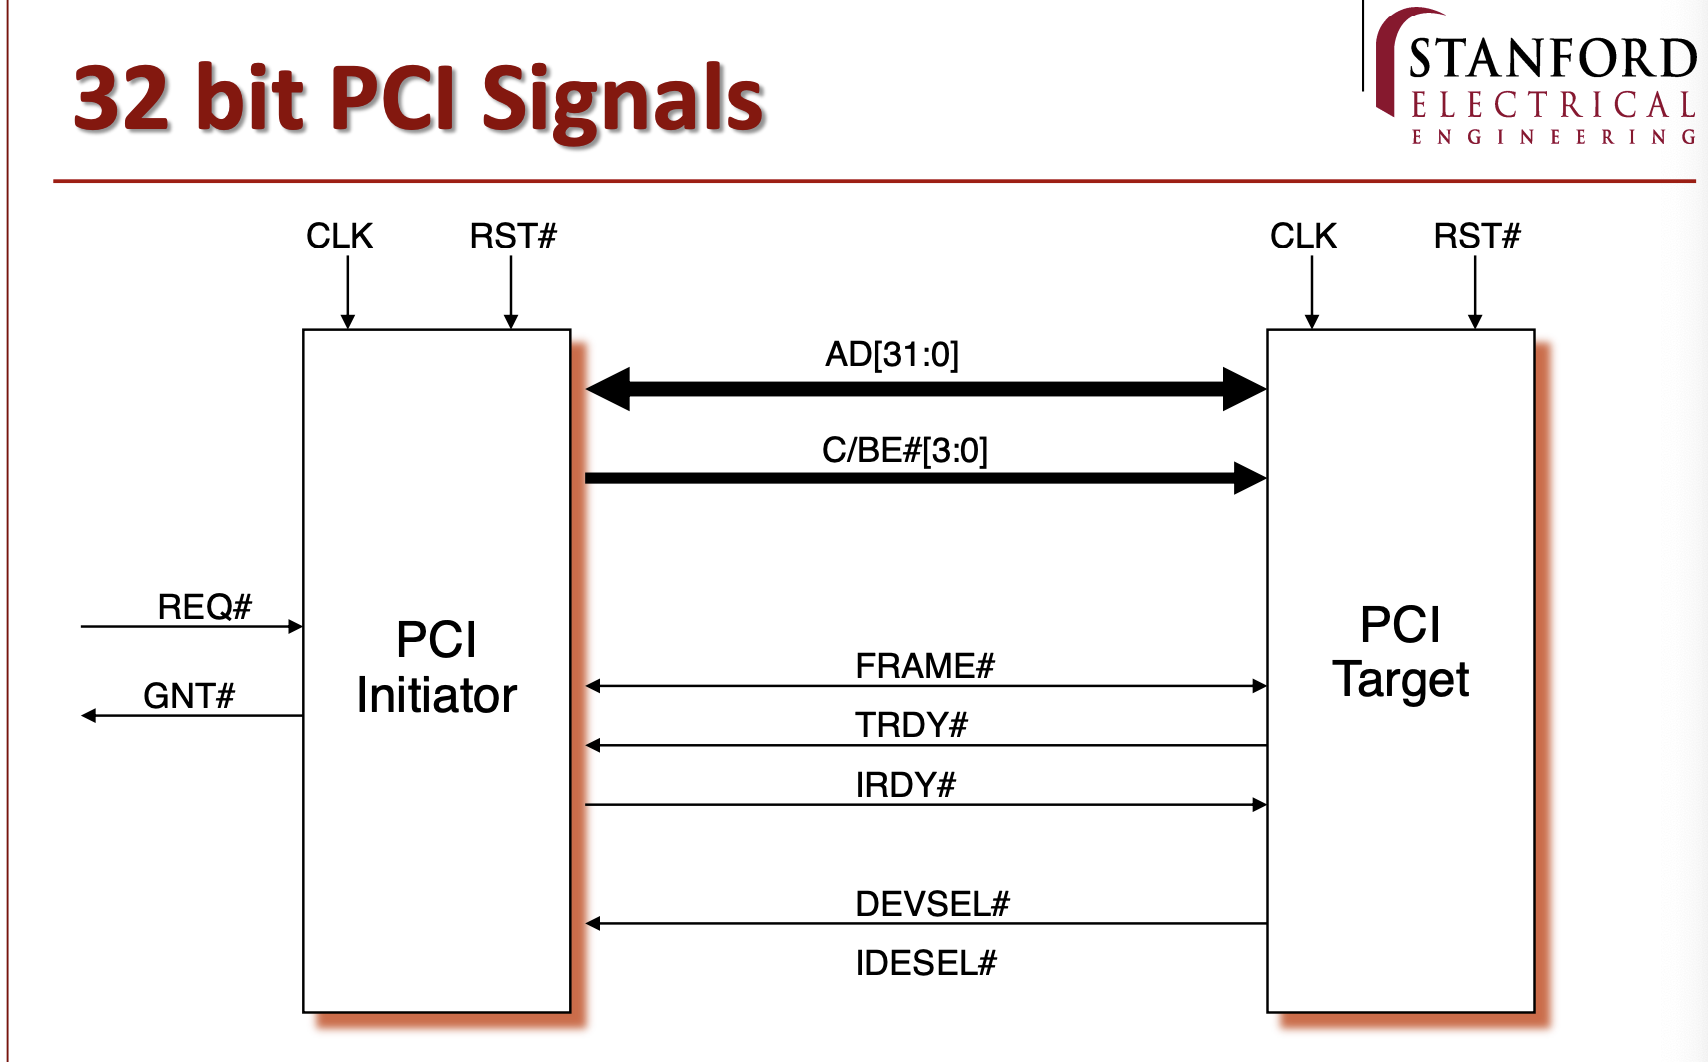 32 bit PCI Signals
STANFORD
ELECTRICAL
ENGINEERING
CLK
RST#
CLK
RST#
AD[31:0]
C/BE#[3:0]
REQ#
GNT#
PCI
Initiator
FRAME#
TRDY#
IRDY#
DEVSEL#
IDESEL#
PCI
Target